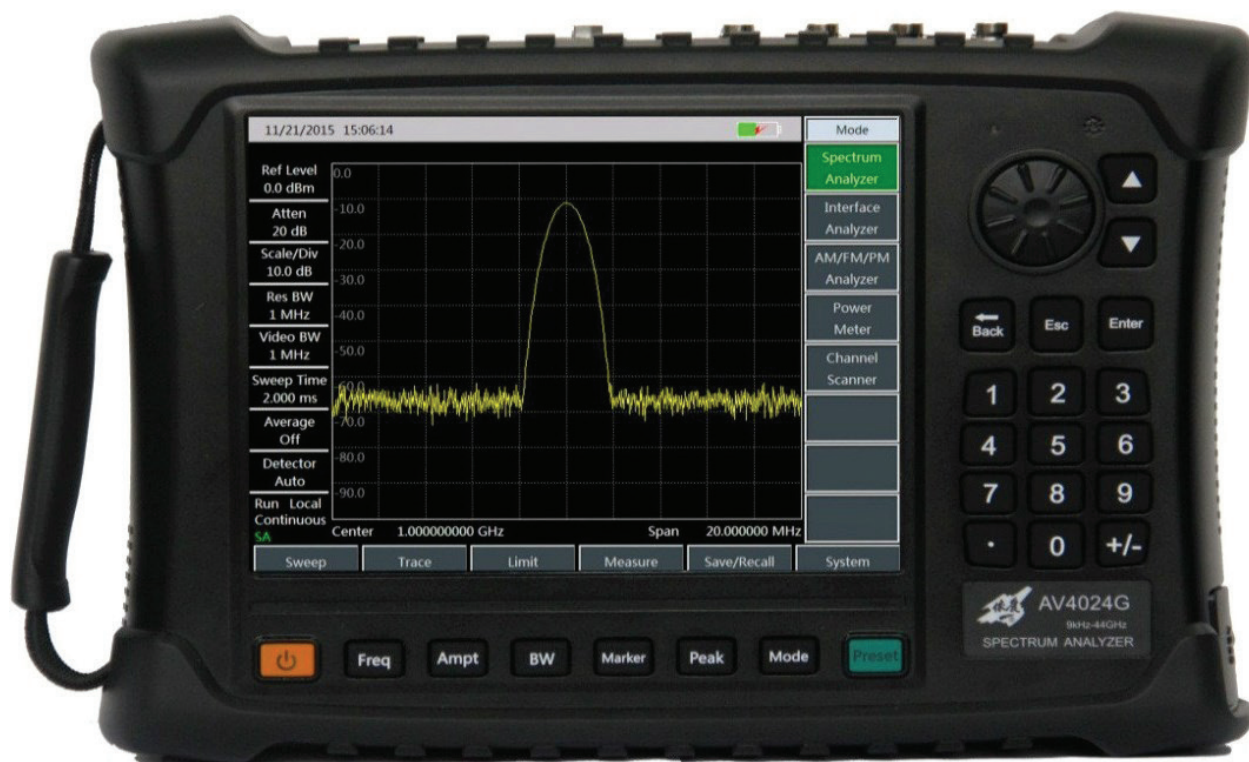 11/21/2015 15:06:14
Mode
Ref Level
0.0 dBm
Atten
20 dB
Scale/Div
10.0 dB
Res BW
1 MHz
Video BW
1 MHz
Sweep Time
2.000 ms
Average
Off
Detector
Auto
Run Local
Continuous
SA
0.0
-10.0
-20.0
-30.0
-40.0
-50.0
-60.0
-70.0
-80.0
-90.0
Center 1.000000000 GHz Span 20.000000 MHz
Spectrum
Analyzer
Interface
Analyzer
AM/FM/PM
Analyzer
Power
Meter
Channel
Scanner
Sweep Trace Limit Measure Save/Recall System
Back Esc Enter
1 2 3
4 5 6
7 8 9
. 0 +/-
AV4024G
9kHz-44GHz
SPECTRUM ANALYZER
Freq Ampt BW Marker Peak Mode Preset